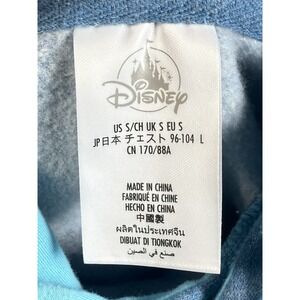 Disney
US S/CH UK S EU S
JP日本 チェスト 96-104 L
CN 170/88A
MADE IN CHINA
FABRIQUÉ EN CHINE
HECHO EN CHINA
中國製
ผลิตในประเทศจีน
DIBUAT DI TIONGKOK
صنع في الصين